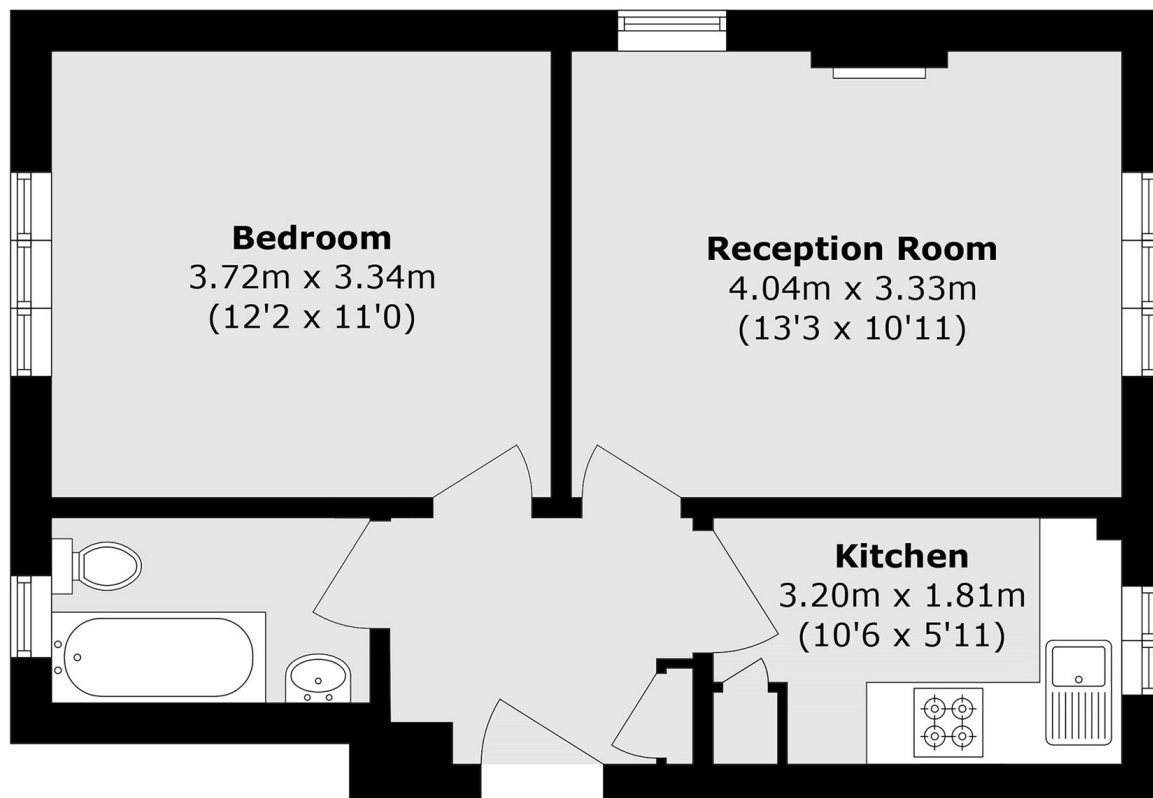 Bedroom
3.72m x 3.34m
(12'2 x 11'0)
Reception Room
4.04m x 3.33m
(13'3 x 10'11)
Kitchen
3.20m x 1.81m
(10'6 x 5'11)